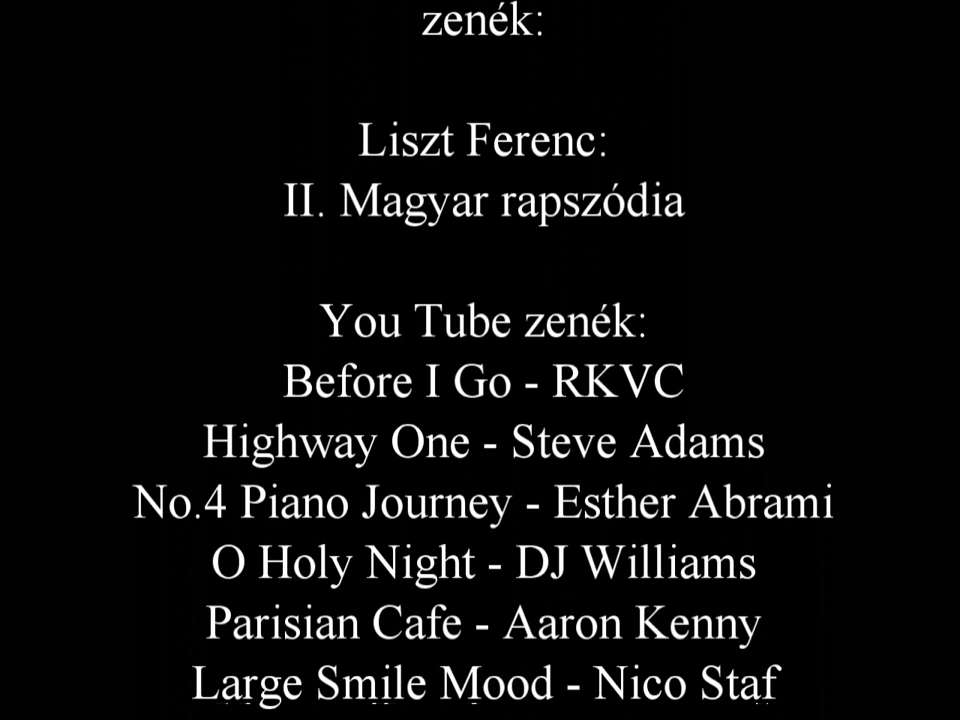 zenék:
Liszt Ferenc:
II. Magyar rapszódia
You Tube zenék:
Before I Go - RKVC
Highway One - Steve Adams
No.4 Piano Journey - Esther Abrami
O Holy Night - DJ Williams
Parisian Cafe - Aaron Kenny
Large Smile Mood - Nico Staf